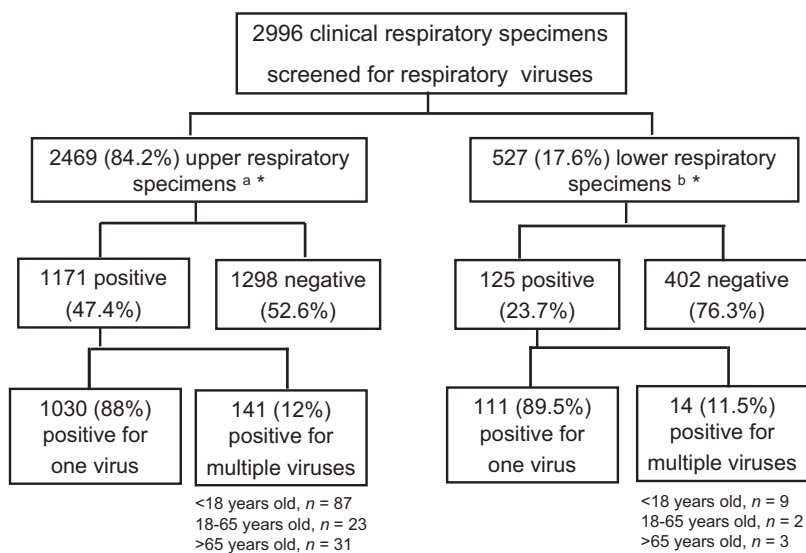 2996 clinical respiratory specimens
screened for respiratory viruses
2469 (84.2%) upper respiratory
specimens a *
527 (17.6%) lower respiratory
specimens b *
1171 positive
(47.4%)
1298 negative
(52.6%)
125 positive
(23.7%)
402 negative
(76.3%)
1030 (88%)
positive for
one virus
141 (12%)
positive for
multiple viruses
111 (89.5%)
positive for
one virus
14 (11.5%)
positive for
multiple viruses
<18 years old, n = 87
18-65 years old, n = 23
>65 years old, n = 31
<18 years old, n = 9
18-65 years old, n = 2
>65 years old, n = 3